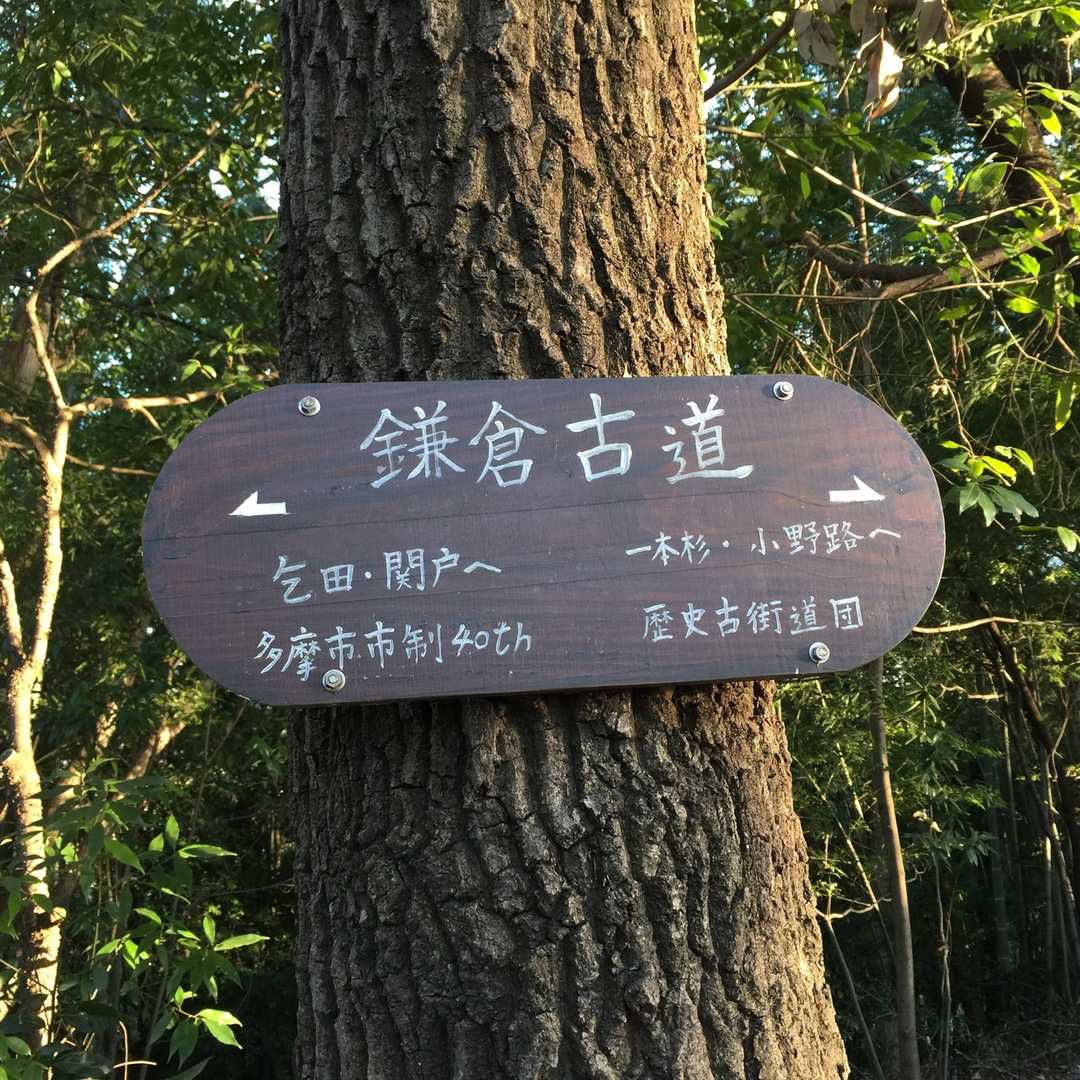 鎌倉古道
乞田・関戸へ
一本杉・小野路へ
多摩市市制40th
歴史古街道団